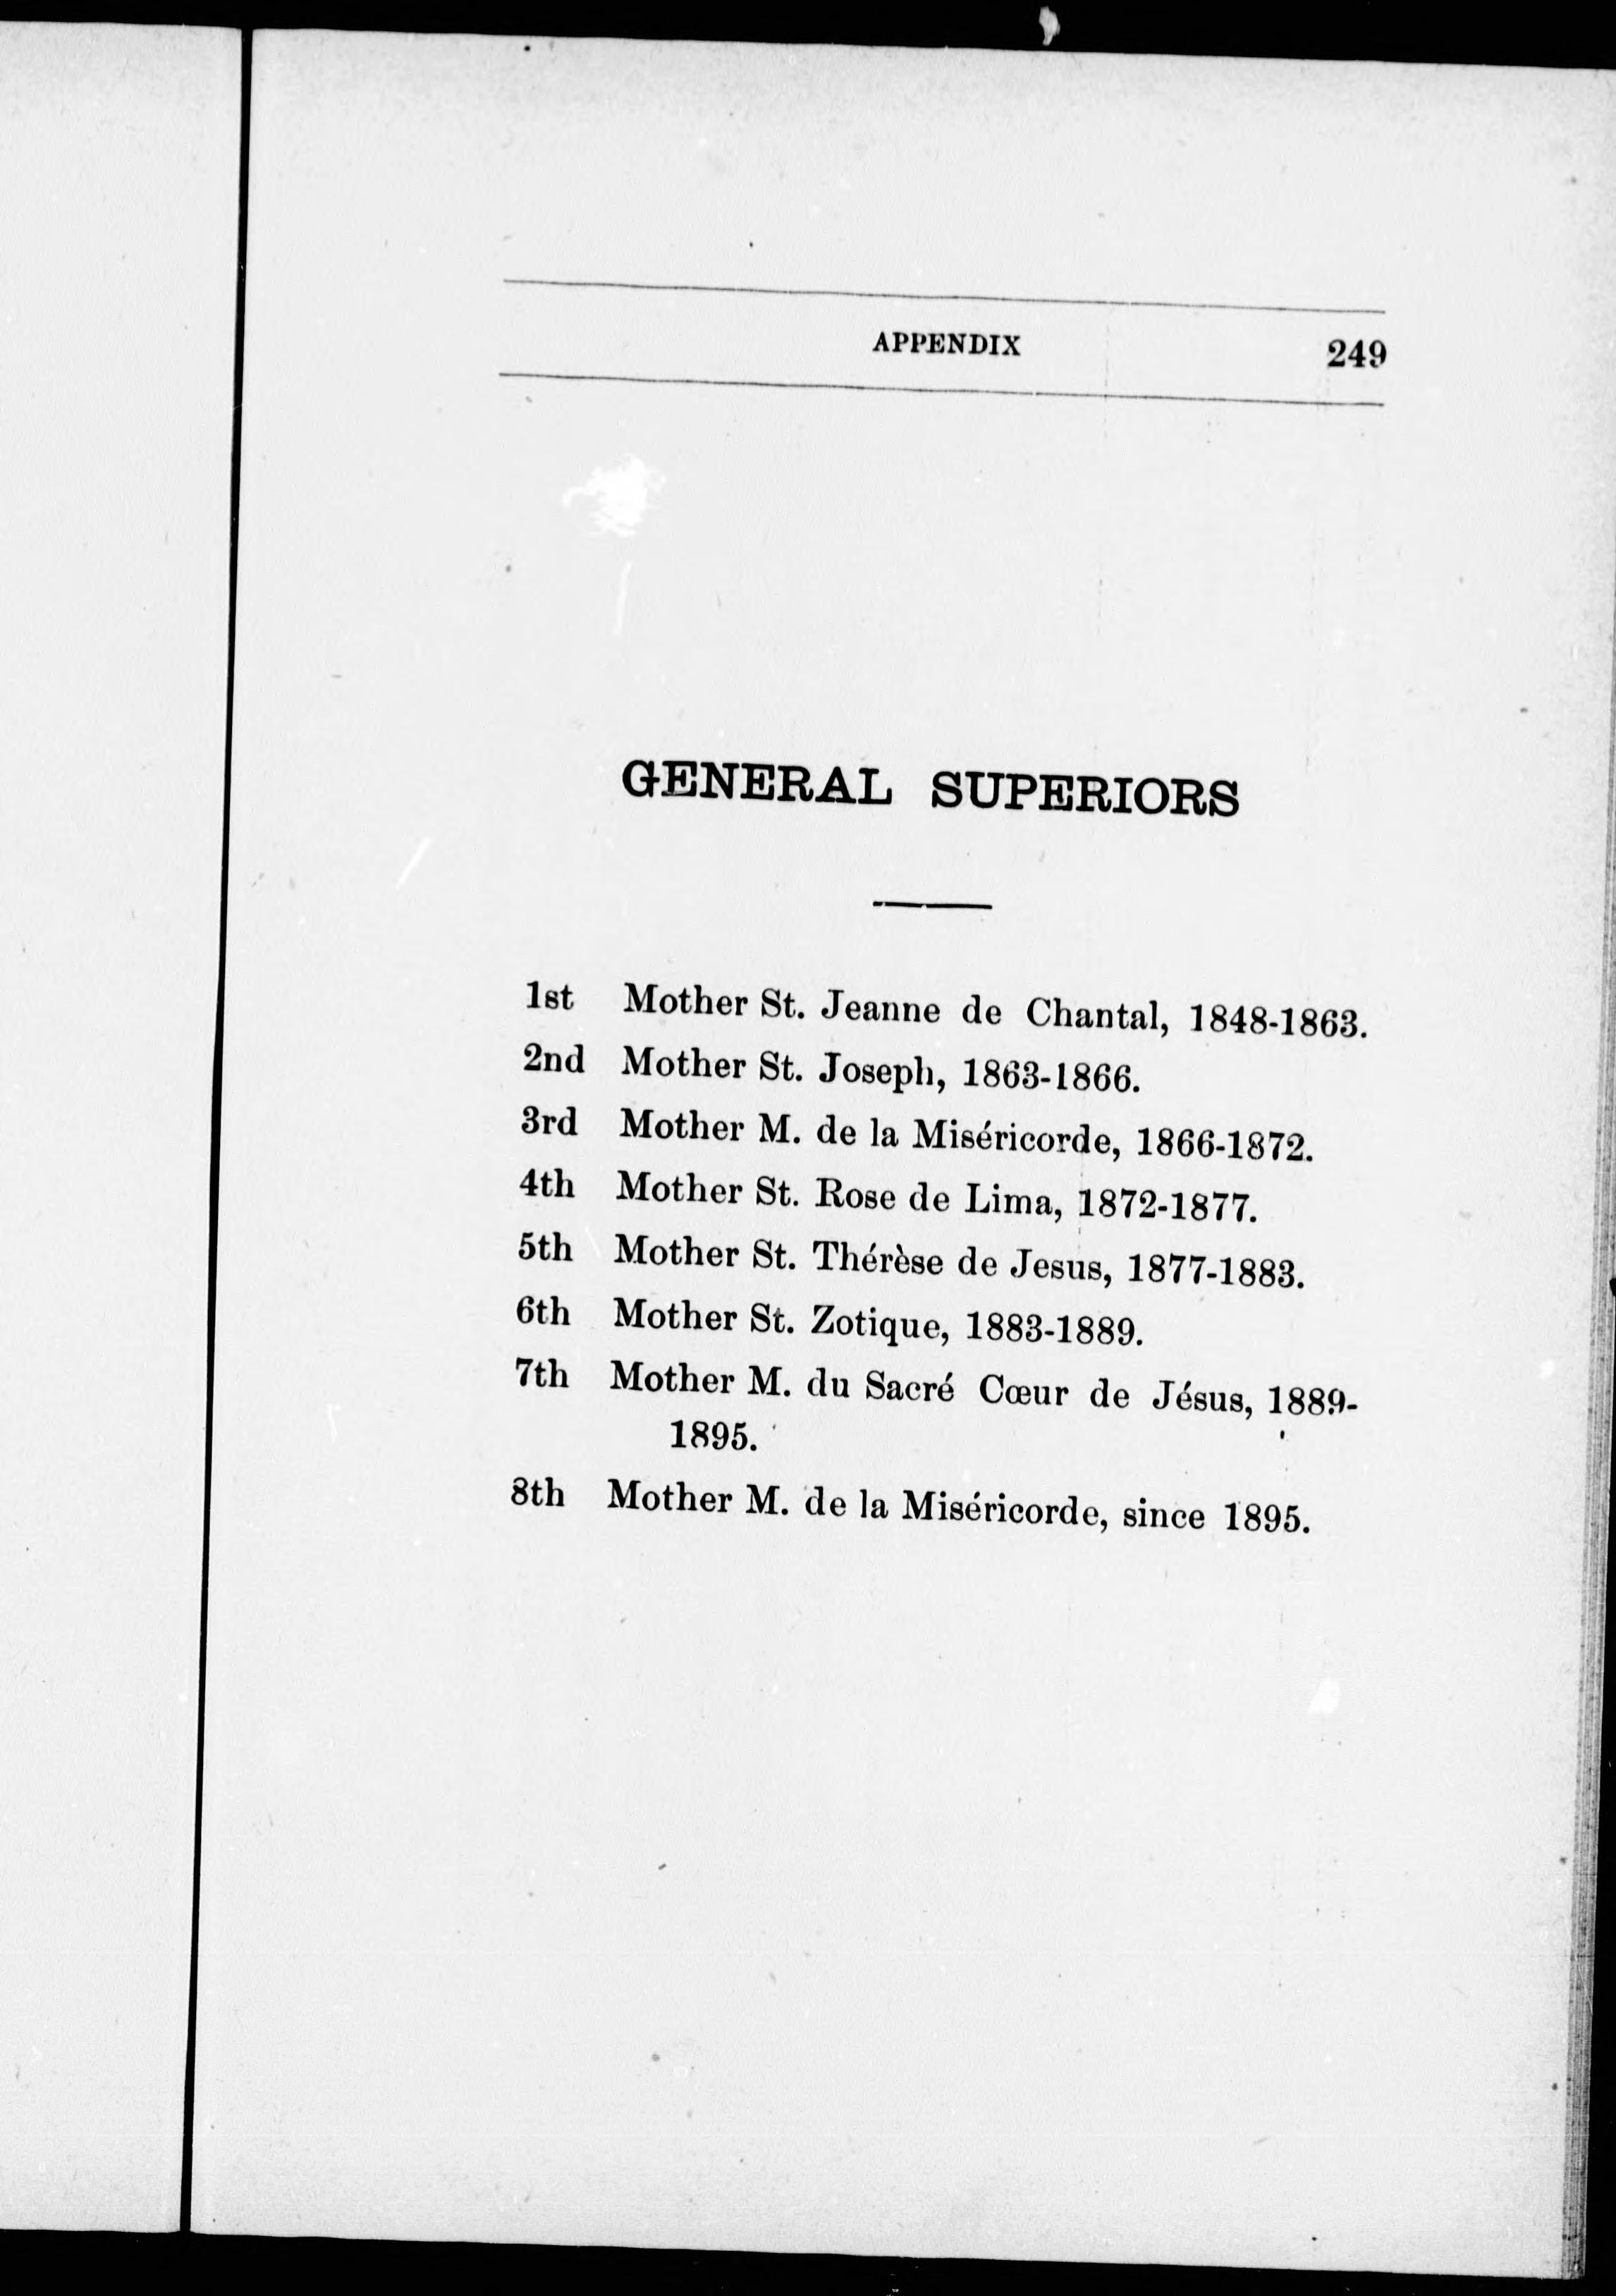 APPENDIX 249
GENERAL SUPERIORS
1st Mother St. Jeanne de Chantal, 1848-1863.
2nd Mother St. Joseph, 1863-1866.
3rd Mother M. de la Miséricorde, 1866-1872.
4th Mother St. Rose de Lima, 1872-1877.
5th Mother St. Thérèse de Jesus, 1877-1883.
6th Mother St. Zotique, 1883-1889.
7th Mother M. du Sacré Cœur de Jésus, 1889-
1895.
8th Mother M. de la Miséricorde, since 1895.